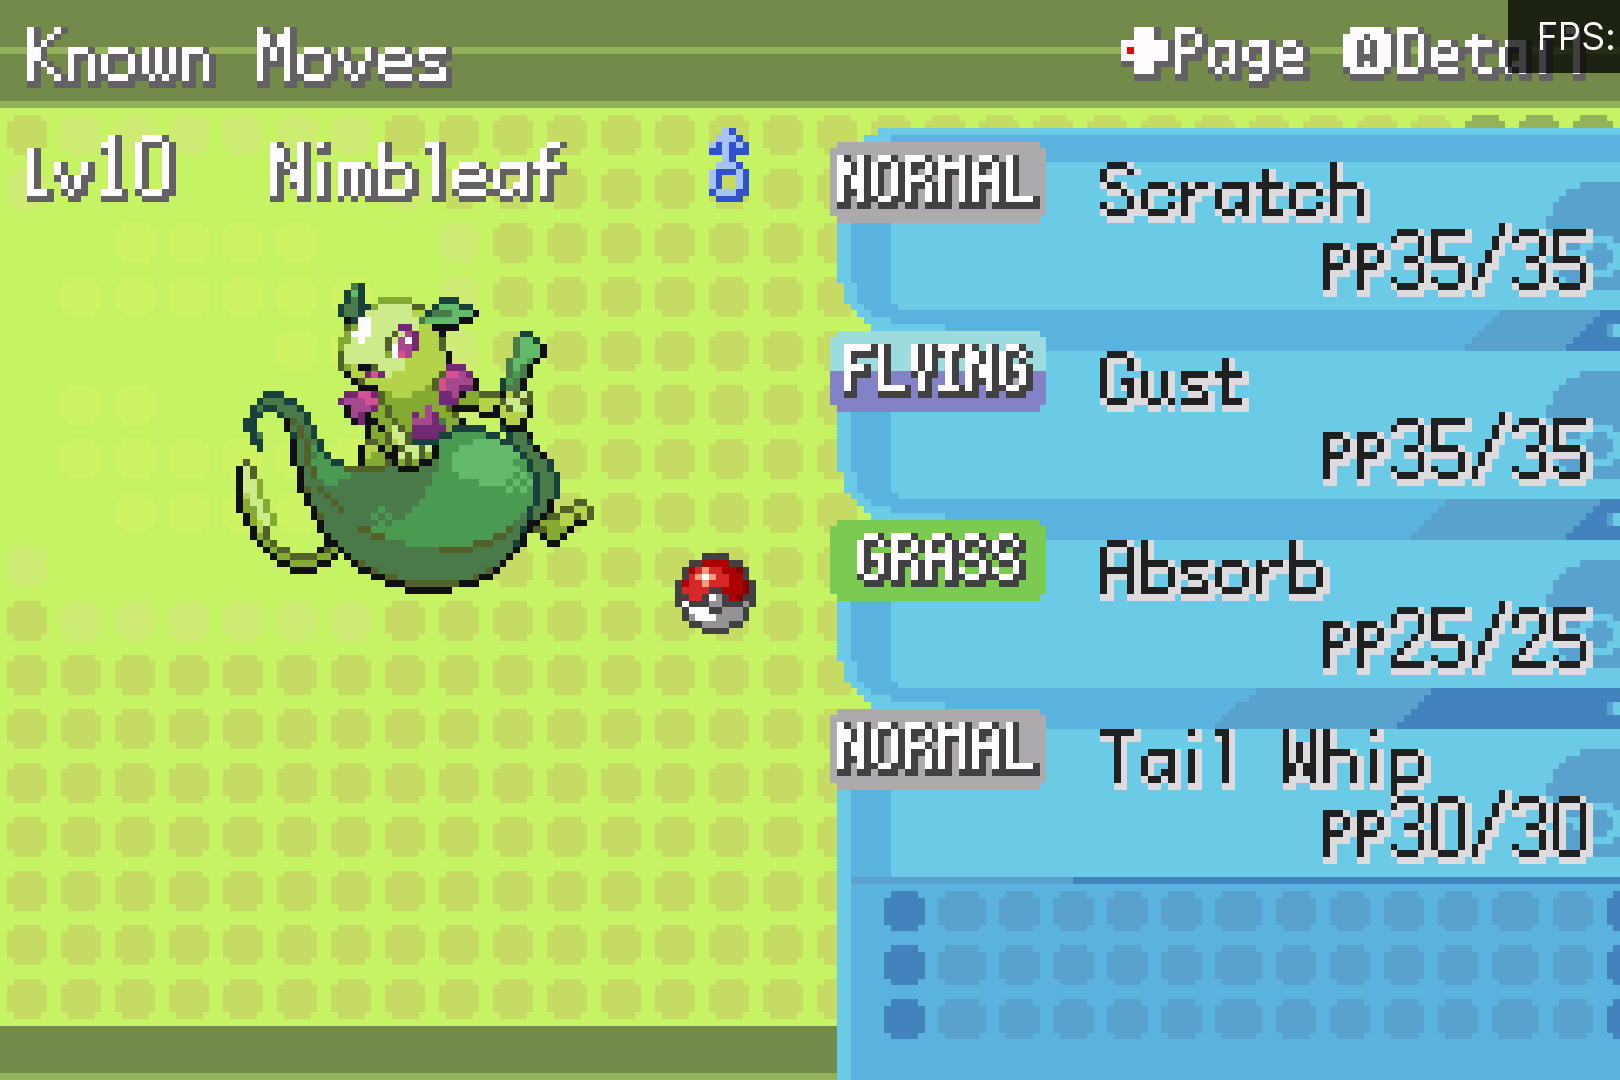 Known Moves
Page ADetail
FPS:
Lv10 Nimbleaf ♂
NORMAL Scratch
PP35/35
FLYING Gust
PP35/35
GRASS Absorb
PP25/25
NORMAL Tail Whip
PP30/30